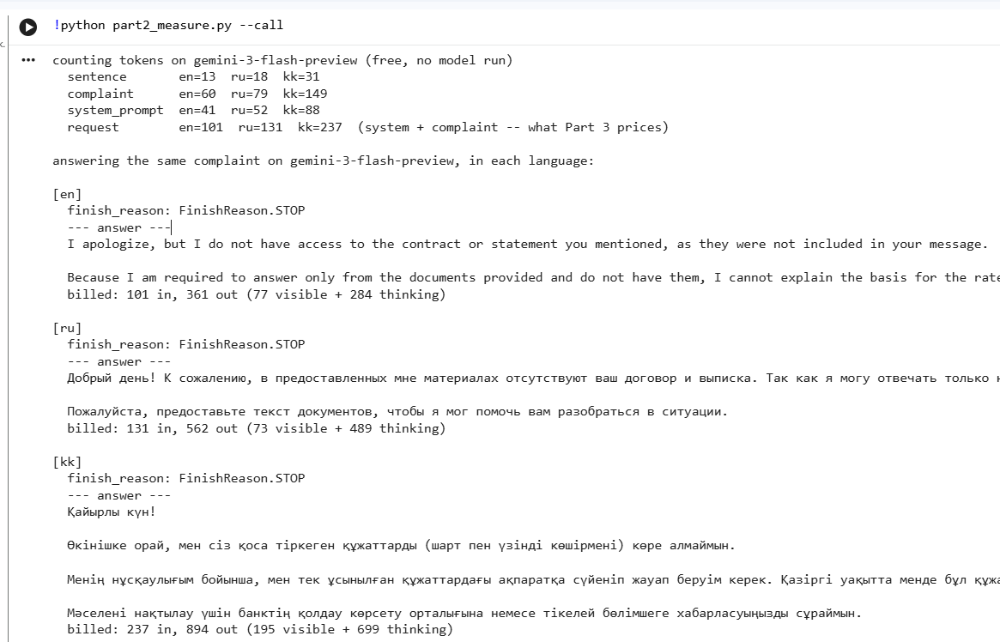 !python part2_measure.py --call
counting tokens on gemini-3-flash-preview (free, no model run)
sentence en=13 ru=18 kk=31
complaint en=60 ru=79 kk=149
system_prompt en=41 ru=52 kk=88
request en=101 ru=131 kk=237 (system + complaint -- what Part 3 prices)
answering the same complaint on gemini-3-flash-preview, in each language:
[en]
finish_reason: FinishReason.STOP
--- answer ---
I apologize, but I do not have access to the contract or statement you mentioned, as they were not included in your message.
Because I am required to answer only from the documents provided and do not have them, I cannot explain the basis for the rate
billed: 101 in, 361 out (77 visible + 284 thinking)
[ru]
finish_reason: FinishReason.STOP
--- answer ---
Добрый день! К сожалению, в предоставленных мне материалах отсутствуют ваш договор и выписка. Так как я могу отвечать только
Пожалуйста, предоставьте текст документов, чтобы я мог помочь вам разобраться в ситуации.
billed: 131 in, 562 out (73 visible + 489 thinking)
[kk]
finish_reason: FinishReason.STOP
--- answer ---
Қайырлы күн!
Өкінішке орай, мен сіз қоса тіркеген құжаттарды (шарт пен үзінді көшірмені) көре алмаймын.
Менің нұсқаулығым бойынша, мен тек ұсынылған құжаттардағы ақпаратқа сүйеніп жауап беруім керек. Қазіргі уақытта менде бұл
Мәселені нақтылау үшін банктің қолдау көрсету орталығына немесе тікелей бөлімшеге хабарласуыңызды сұраймын.
billed: 237 in, 894 out (195 visible + 699 thinking)